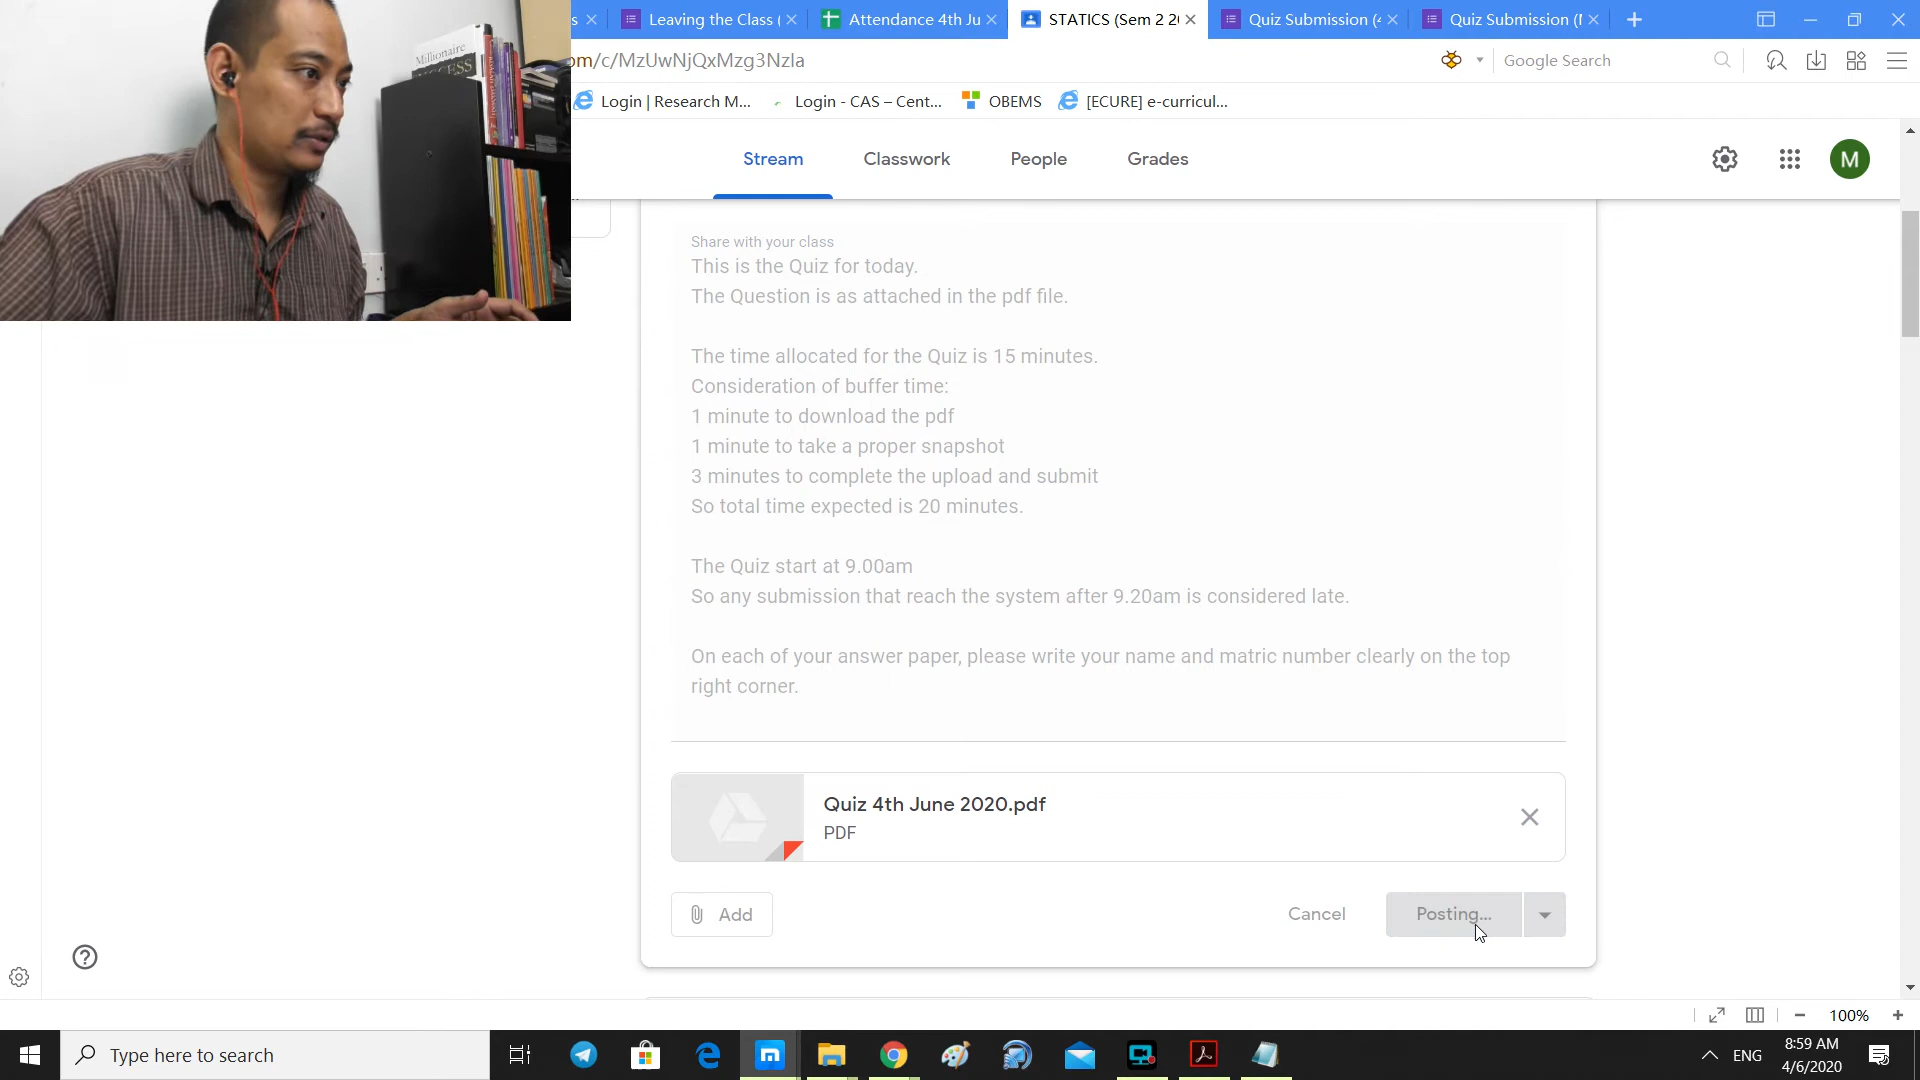 Millionaire
SUCCESS
s
Leaving the Class (
Attendance 4th Ju
STATICS (Sem 2 2
Quiz Submission (4
Quiz Submission (
om/c/MzUwNjQxMzg3NzIa
Google Search
Login | Research M...
Login - CAS – Cent...
OBEMS
[ECURE] e-curricul...
Stream
Classwork
People
Grades
M
Share with your class
This is the Quiz for today.
The Question is as attached in the pdf file.
The time allocated for the Quiz is 15 minutes.
Consideration of buffer time:
1 minute to download the pdf
1 minute to take a proper snapshot
3 minutes to complete the upload and submit
So total time expected is 20 minutes.
The Quiz start at 9.00am
So any submission that reach the system after 9.20am is considered late.
On each of your answer paper, please write your name and matric number clearly on the top
right corner.
Quiz 4th June 2020.pdf
PDF
Add
Cancel
Posting...
100%
Type here to search
ENG
8:59 AM
4/6/2020